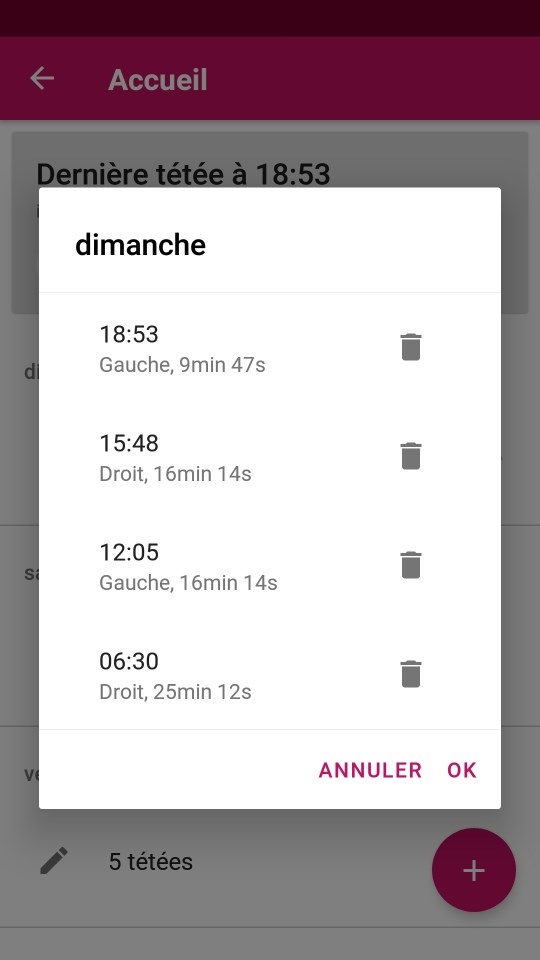 Accueil
Dernière tétée à 18:53
dimanche
18:53
Gauche, 9min 47s
15:48
Droit, 16min 14s
12:05
Gauche, 16min 14s
06:30
Droit, 25min 12s
ANNULER OK
5 tétées